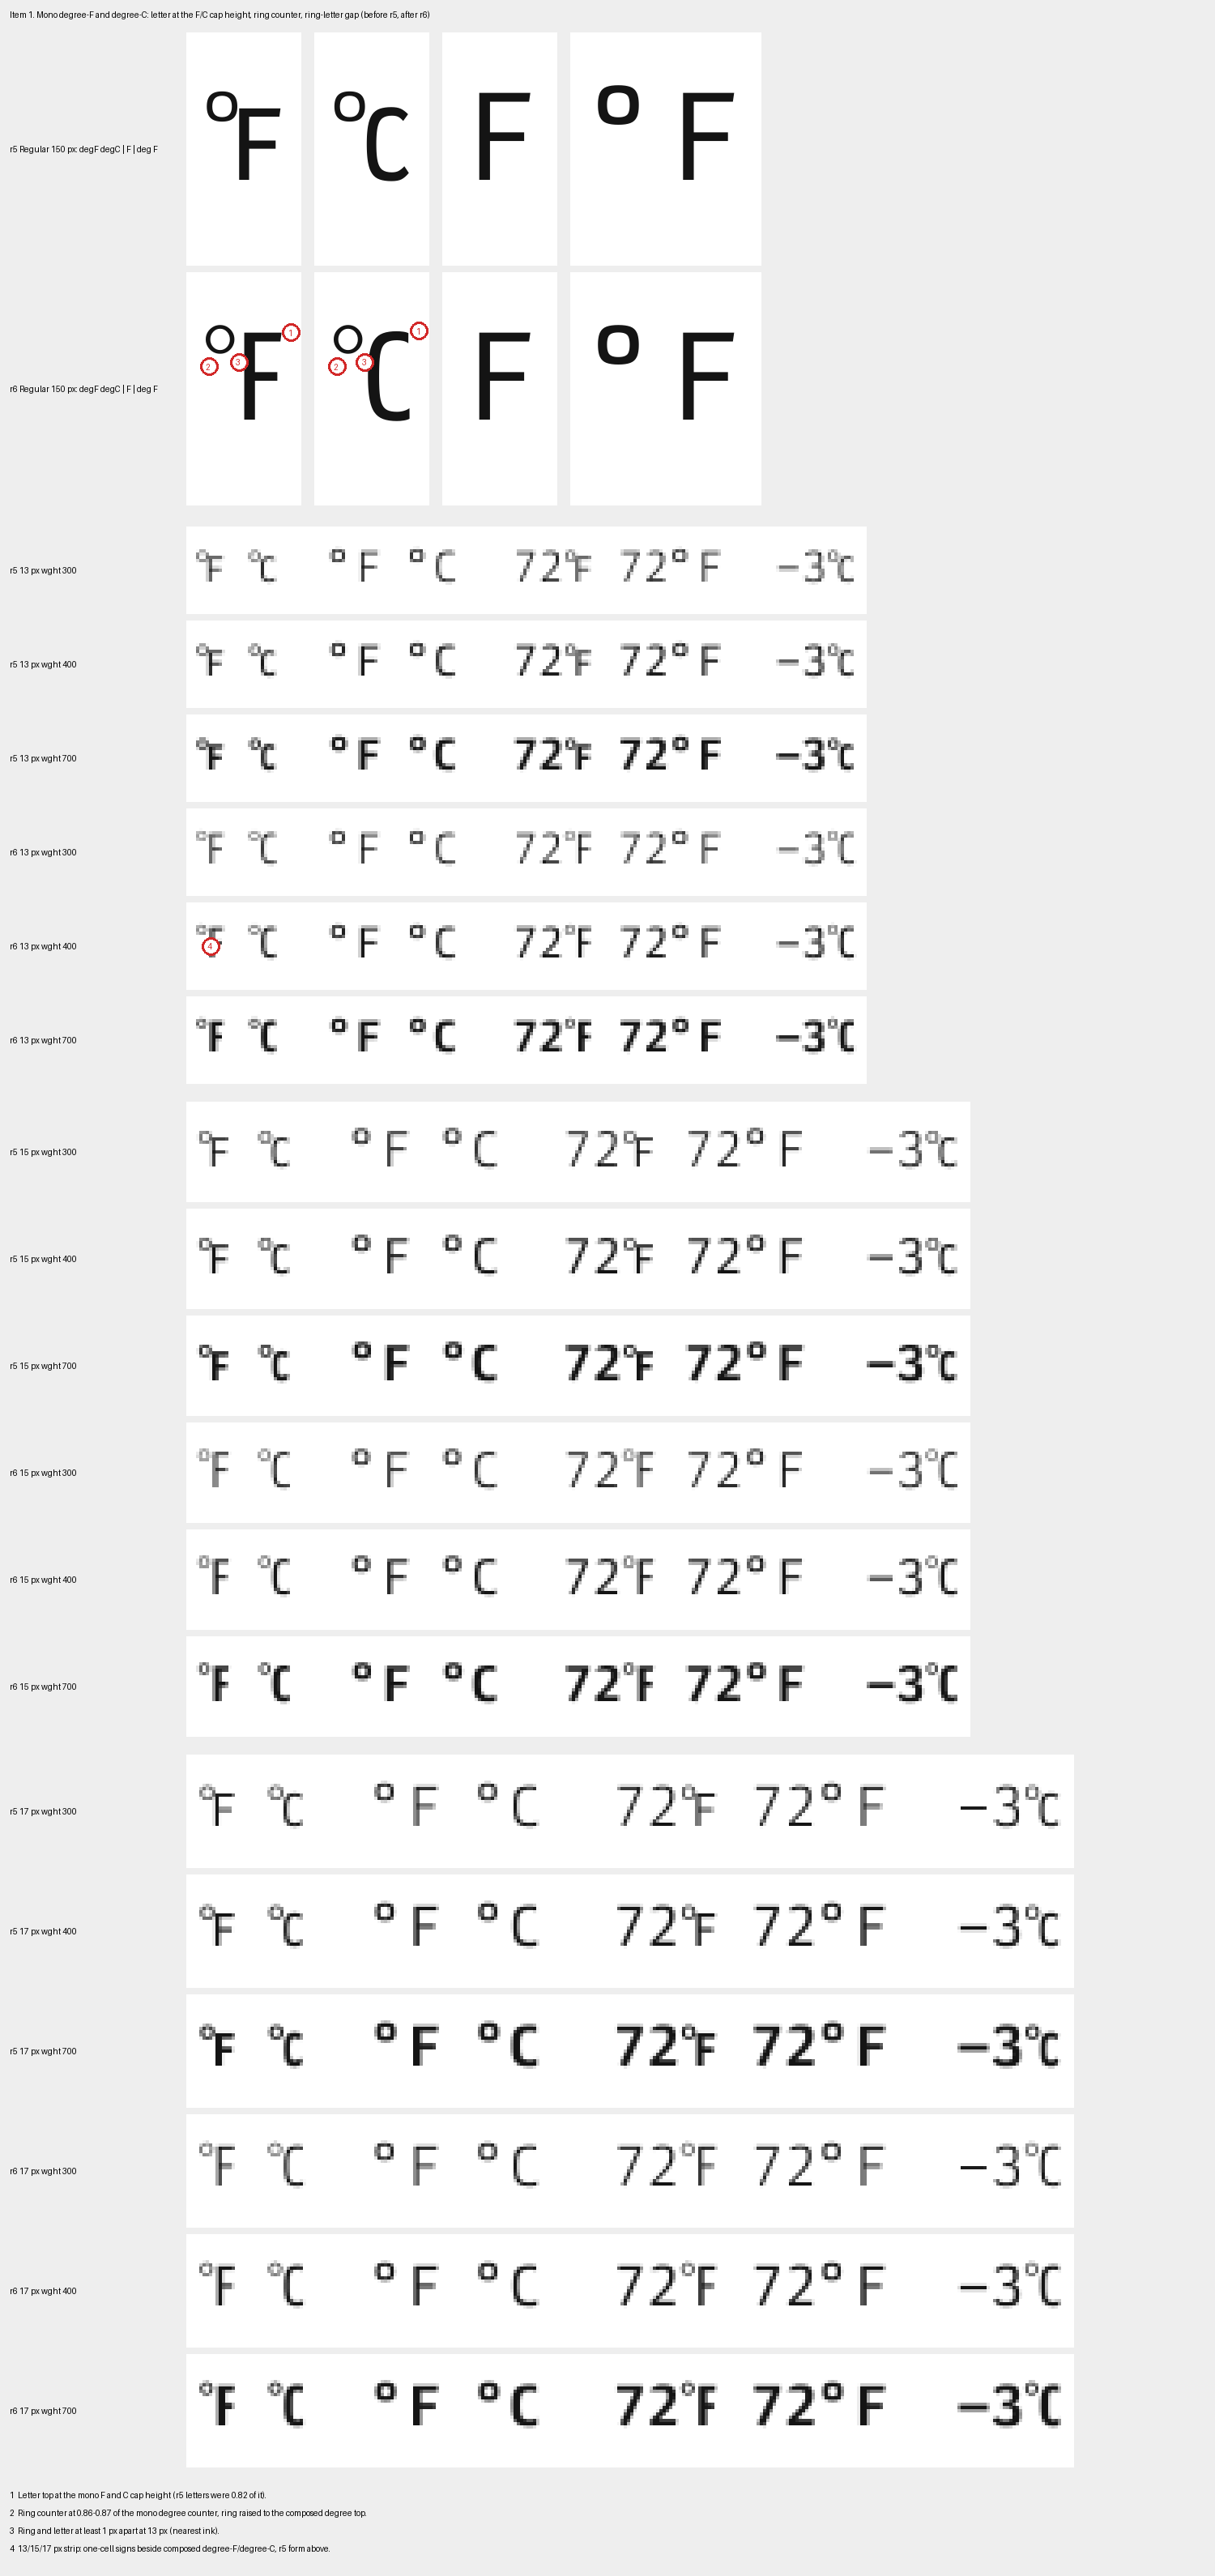 Item 1. Mono degree-F and degree-C: letter at the F/C cap height, ring counter, ring-letter gap (before r5, after r6)
r5 Regular 150 px: degF degC | F | deg F
℉ ℃ F ° F
r6 Regular 150 px: degF degC | F | deg F
℉ ℃ F ° F
1 1
2 3 2 3
r5 13 px wght 300 ℉ ℃ °F °C 72℉ 72°F −3℃
r5 13 px wght 400 ℉ ℃ °F °C 72℉ 72°F −3℃
r5 13 px wght 700 ℉ ℃ °F °C 72℉ 72°F −3℃
r6 13 px wght 300 ℉ ℃ °F °C 72℉ 72°F −3℃
r6 13 px wght 400 ℉ ℃ °F °C 72℉ 72°F −3℃
4
r6 13 px wght 700 ℉ ℃ °F °C 72℉ 72°F −3℃
r5 15 px wght 300 ℉ ℃ °F °C 72℉ 72°F −3℃
r5 15 px wght 400 ℉ ℃ °F °C 72℉ 72°F −3℃
r5 15 px wght 700 ℉ ℃ °F °C 72℉ 72°F −3℃
r6 15 px wght 300 ℉ ℃ °F °C 72℉ 72°F −3℃
r6 15 px wght 400 ℉ ℃ °F °C 72℉ 72°F −3℃
r6 15 px wght 700 ℉ ℃ °F °C 72℉ 72°F −3℃
r5 17 px wght 300 ℉ ℃ °F °C 72℉ 72°F −3℃
r5 17 px wght 400 ℉ ℃ °F °C 72℉ 72°F −3℃
r5 17 px wght 700 ℉ ℃ °F °C 72℉ 72°F −3℃
r6 17 px wght 300 ℉ ℃ °F °C 72℉ 72°F −3℃
r6 17 px wght 400 ℉ ℃ °F °C 72℉ 72°F −3℃
r6 17 px wght 700 ℉ ℃ °F °C 72℉ 72°F −3℃
1 Letter top at the mono F and C cap height (r5 letters were 0.82 of it).
2 Ring counter at 0.86-0.87 of the mono degree counter, ring raised to the composed degree top.
3 Ring and letter at least 1 px apart at 13 px (nearest ink).
4 13/15/17 px strip: one-cell signs beside composed degree-F/degree-C, r5 form above.